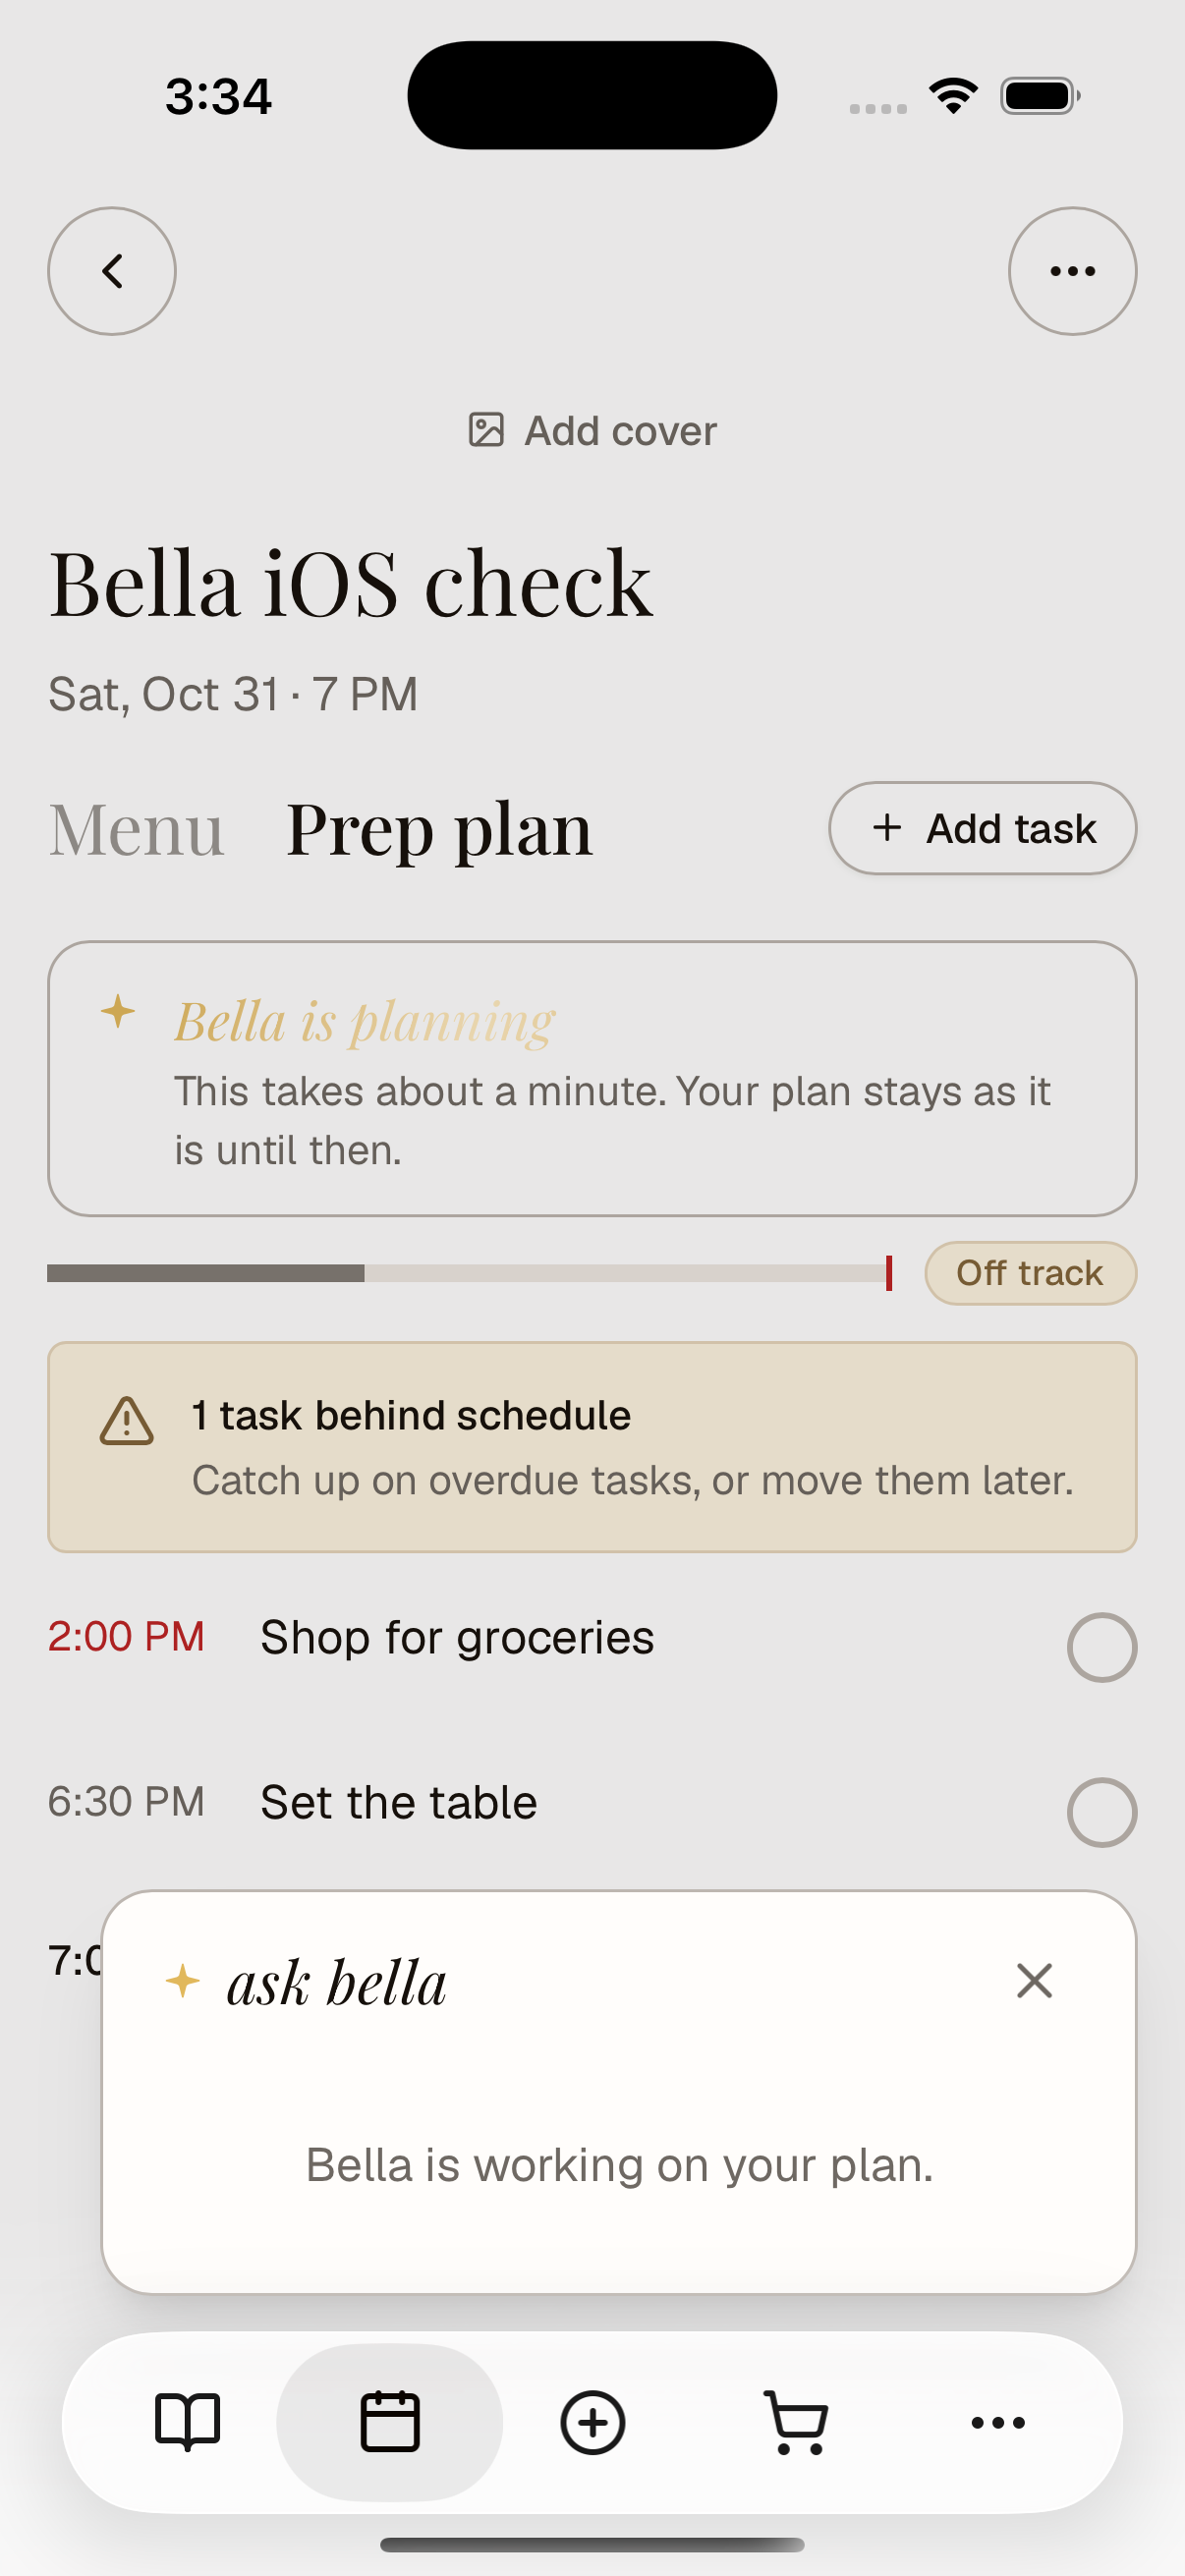 3:34
Add cover
Bella iOS check
Sat, Oct 31 · 7 PM
Menu Prep plan + Add task
Bella is planning
This takes about a minute. Your plan stays as it
is until then.
Off track
1 task behind schedule
Catch up on overdue tasks, or move them later.
2:00 PM Shop for groceries
6:30 PM Set the table
ask bella
Bella is working on your plan.